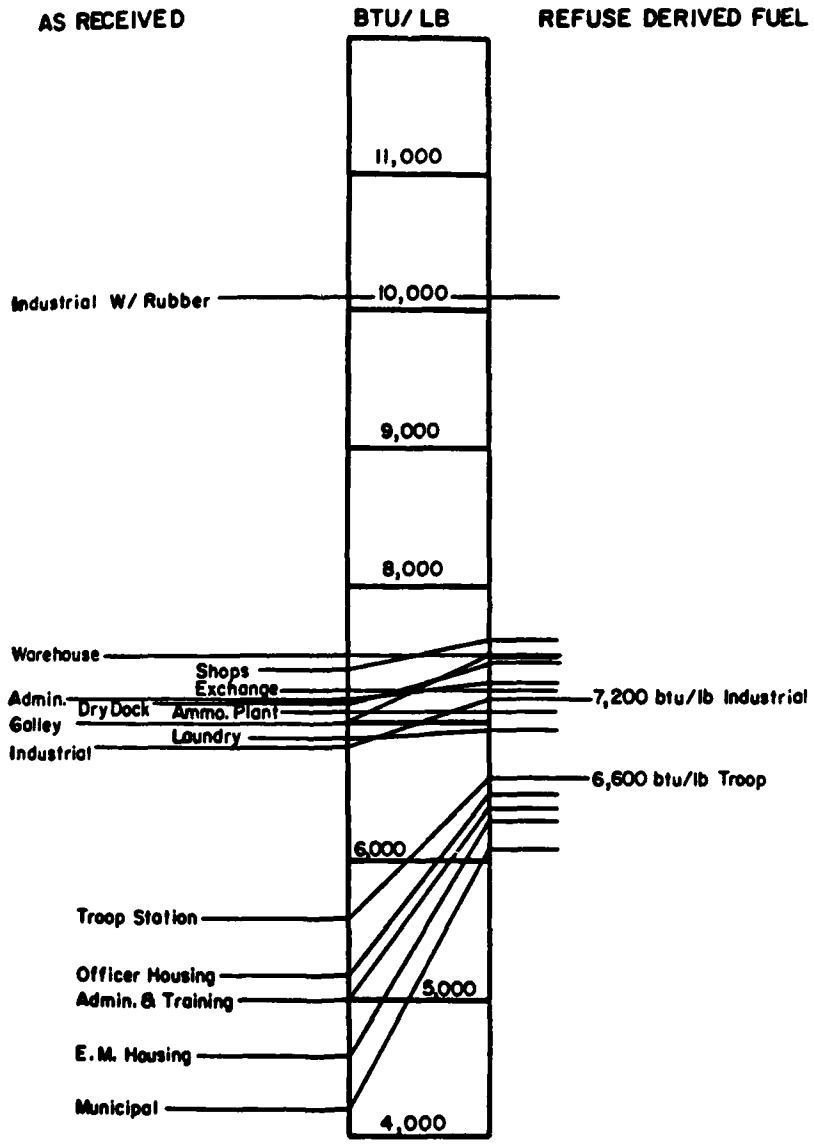 AS RECEIVED BTU/ LB REFUSE DERIVED FUEL
11,000
Industrial W/ Rubber 10,000
9,000
8,000
Warehouse
Shops
Exchange
Admin.
Dry Dock Ammo. Plant 7,200 btu/lb Industrial
Galley
Laundry
Industrial
6,600 btu/lb Troop
6,000
Troop Station
Officer Housing
Admin. & Training 5,000
E.M. Housing
Municipal
4,000